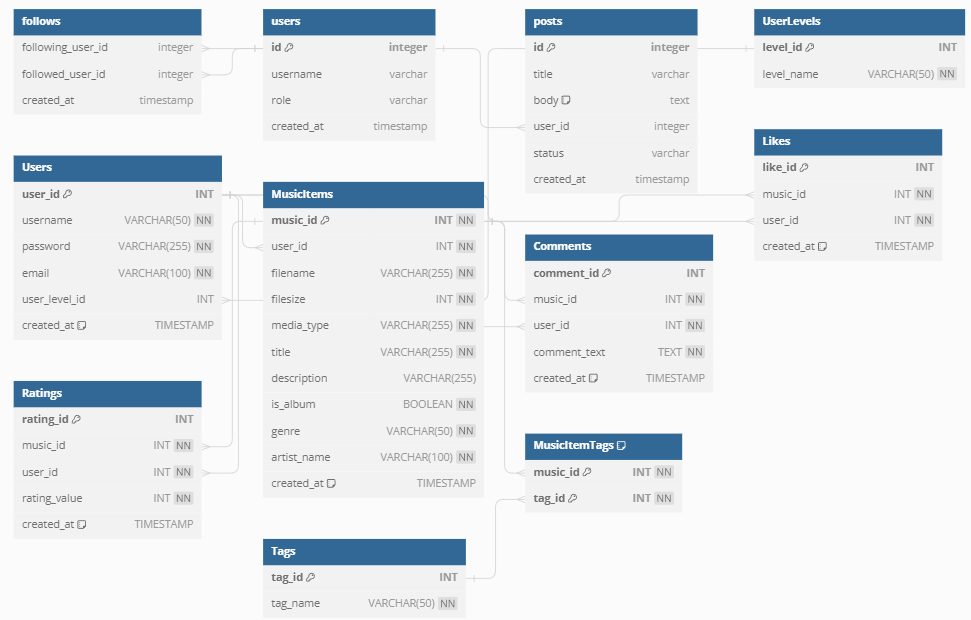 follows
following_user_id integer
followed_user_id integer
created_at timestamp
users
id integer
username varchar
role varchar
created_at timestamp
posts
id integer
title varchar
body text
user_id integer
status varchar
created_at timestamp
UserLevels
level_id INT
level_name VARCHAR(50) NN
Likes
like_id INT
music_id INT NN
user_id INT NN
created_at TIMESTAMP
Users
user_id INT
username VARCHAR(50) NN
password VARCHAR(255) NN
email VARCHAR(100) NN
user_level_id INT
created_at TIMESTAMP
MusicItems
music_id INT NN
user_id INT NN
filename VARCHAR(255) NN
filesize INT NN
media_type VARCHAR(255) NN
title VARCHAR(255) NN
description VARCHAR(255)
is_album BOOLEAN NN
genre VARCHAR(50) NN
artist_name VARCHAR(100) NN
created_at TIMESTAMP
Comments
comment_id INT
music_id INT NN
user_id INT NN
comment_text TEXT NN
created_at TIMESTAMP
Ratings
rating_id INT
music_id INT NN
user_id INT NN
rating_value INT NN
created_at TIMESTAMP
MusicItemTags
music_id INT NN
tag_id INT NN
Tags
tag_id INT
tag_name VARCHAR(50) NN